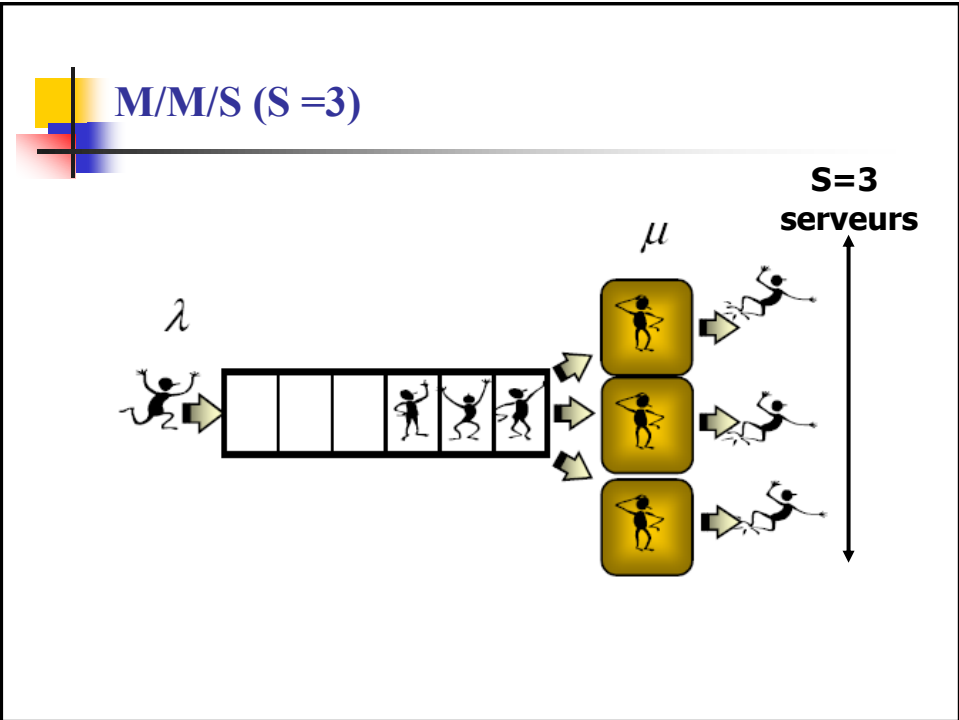 M/M/S (S =3)
S=3
serveurs
μ
λ